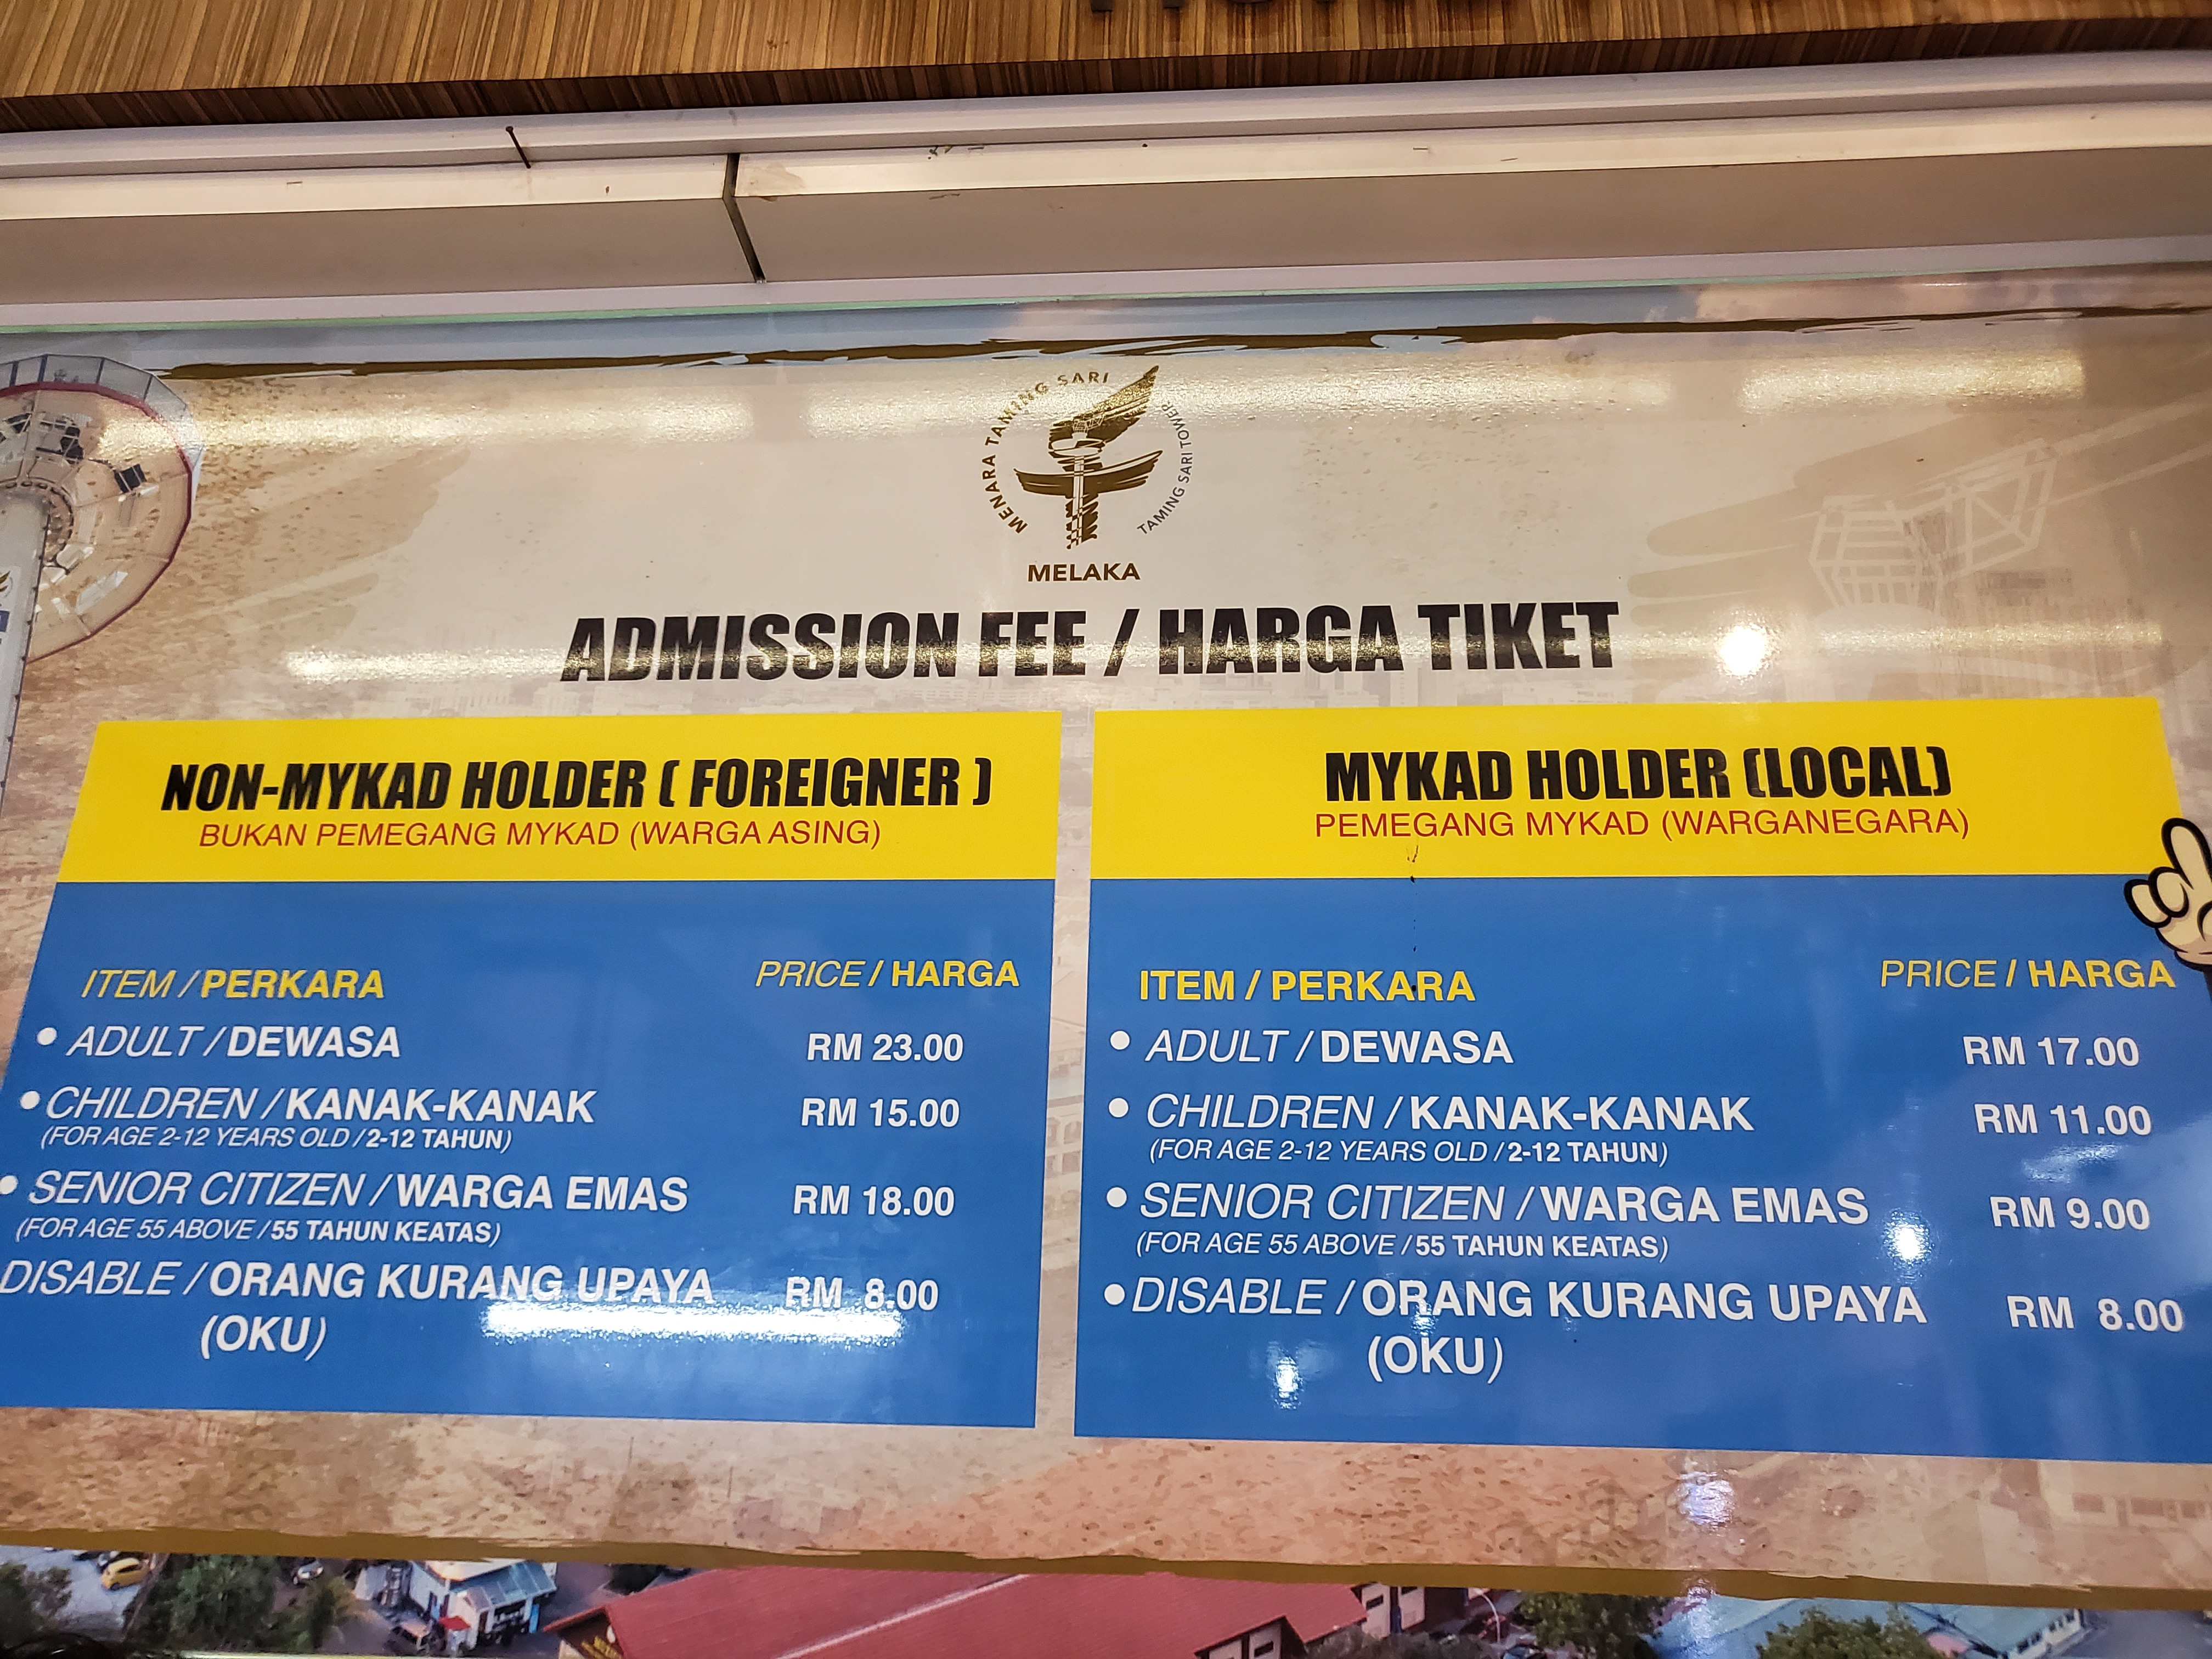 MENARA TAMING SARI
TAMING SARI TOWER
MELAKA
ADMISSION FEE / HARGA TIKET
NON-MYKAD HOLDER ( FOREIGNER )
BUKAN PEMEGANG MYKAD (WARGA ASING)
ITEM / PERKARA PRICE / HARGA
• ADULT / DEWASA RM 23.00
• CHILDREN / KANAK-KANAK RM 15.00
(FOR AGE 2-12 YEARS OLD / 2-12 TAHUN)
• SENIOR CITIZEN / WARGA EMAS RM 18.00
(FOR AGE 55 ABOVE / 55 TAHUN KEATAS)
DISABLE / ORANG KURANG UPAYA RM 8.00
(OKU)
MYKAD HOLDER (LOCAL)
PEMEGANG MYKAD (WARGANEGARA)
ITEM / PERKARA PRICE / HARGA
• ADULT / DEWASA RM 17.00
• CHILDREN / KANAK-KANAK RM 11.00
(FOR AGE 2-12 YEARS OLD / 2-12 TAHUN)
• SENIOR CITIZEN / WARGA EMAS RM 9.00
(FOR AGE 55 ABOVE / 55 TAHUN KEATAS)
• DISABLE / ORANG KURANG UPAYA RM 8.00
(OKU)